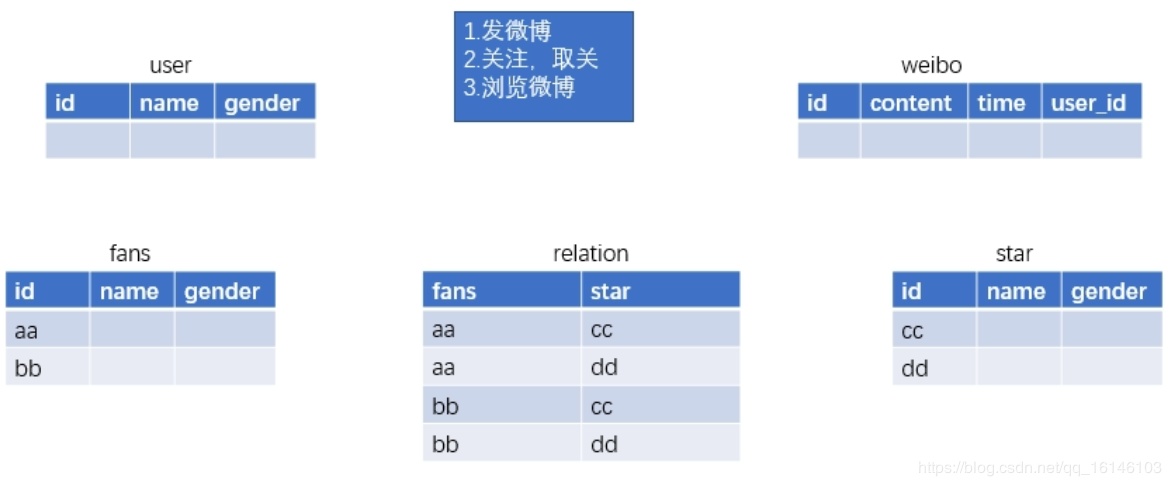 1.发微博
2.关注，取关
3.浏览微博
user
id name gender
weibo
id content time user_id
fans
id name gender
aa
bb
relation
fans star
aa cc
aa dd
bb cc
bb dd
star
id name gender
cc
dd
https://blog.csdn.net/qq_16146103